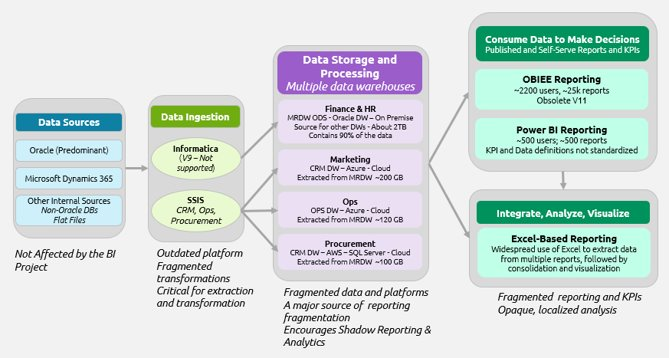 Data Sources
Oracle (Predominant)
Microsoft Dynamics 365
Other Internal Sources
Non-Oracle DBs
Flat Files
Not Affected by the BI
Project
Data Ingestion
Informatica
(V9 – Not
supported)
SSIS
CRM, Ops,
Procurement
Outdated platform
Fragmented
transformations
Critical for extraction
and transformation
Data Storage and
Processing
Multiple data warehouses
Finance & HR
MRDW ODS - Oracle DW – On Premise
Source for other DWs - About 2TB
Contains 90% of the data
Marketing
CRM DW – Azure - Cloud
Extracted from MRDW ~200 GB
Ops
OPS DW – Azure - Cloud
Extracted from MRDW ~120 GB
Procurement
CRM DW – AWS – SQL Server - Cloud
Extracted from MRDW ~100 GB
Fragmented data and platforms
A major source of reporting
fragmentation
Encourages Shadow Reporting &
Analytics
Consume Data to Make Decisions
Published and Self-Serve Reports and KPIs
OBIEE Reporting
~2200 users, ~25k reports
Obsolete V11
Power BI Reporting
~500 users; ~500 reports
KPI and Data definitions not standardized
Integrate, Analyze, Visualize
Excel-Based Reporting
Widespread use of Excel to extract data
from multiple reports, followed by
consolidation and visualization
Fragmented reporting and KPIs
Opaque, localized analysis